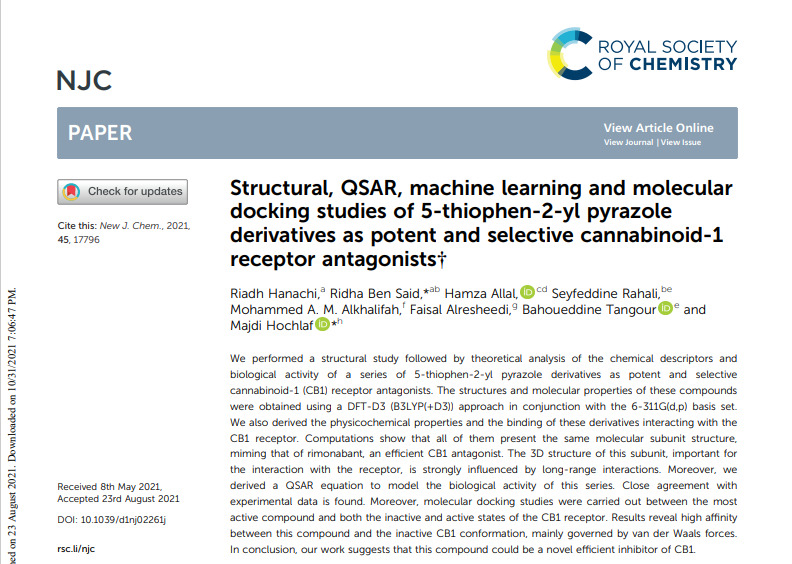 ROYAL SOCIETY
OF CHEMISTRY
NJC
PAPER
View Article Online
View Journal | View Issue
Check for updates
Cite this: New J. Chem., 2021,
45, 17796
Structural, QSAR, machine learning and molecular
docking studies of 5-thiophen-2-yl pyrazole
derivatives as potent and selective cannabinoid-1
receptor antagonists†
Riadh Hanachi,a Ridha Ben Said,*ab Hamza Allal, iD cd Seyfeddine Rahali,be
Mohammed A. M. Alkhalifah,f Faisal Alresheedi,g Bahoueddine Tangour iD e and
Majdi Hochlaf iD *h
We performed a structural study followed by theoretical analysis of the chemical descriptors and
biological activity of a series of 5-thiophen-2-yl pyrazole derivatives as potent and selective
cannabinoid-1 (CB1) receptor antagonists. The structures and molecular properties of these compounds
were obtained using a DFT-D3 (B3LYP(+D3)) approach in conjunction with the 6-311G(d,p) basis set.
We also derived the physicochemical properties and the binding of these derivatives interacting with the
CB1 receptor. Computations show that all of them present the same molecular subunit structure,
miming that of rimonabant, an efficient CB1 antagonist. The 3D structure of this subunit, important for
the interaction with the receptor, is strongly influenced by long-range interactions. Moreover, we
derived a QSAR equation to model the biological activity of this series. Close agreement with
experimental data is found. Moreover, molecular docking studies were carried out between the most
active compound and both the inactive and active states of the CB1 receptor. Results reveal high affinity
between this compound and the inactive CB1 conformation, mainly governed by van der Waals forces.
In conclusion, our work suggests that this compound could be a novel efficient inhibitor of CB1.
Received 8th May 2021,
Accepted 23rd August 2021
DOI: 10.1039/d1nj02261j
rsc.li/njc
on 23 August 2021. Downloaded on 10/31/2021 7:06:47 PM.